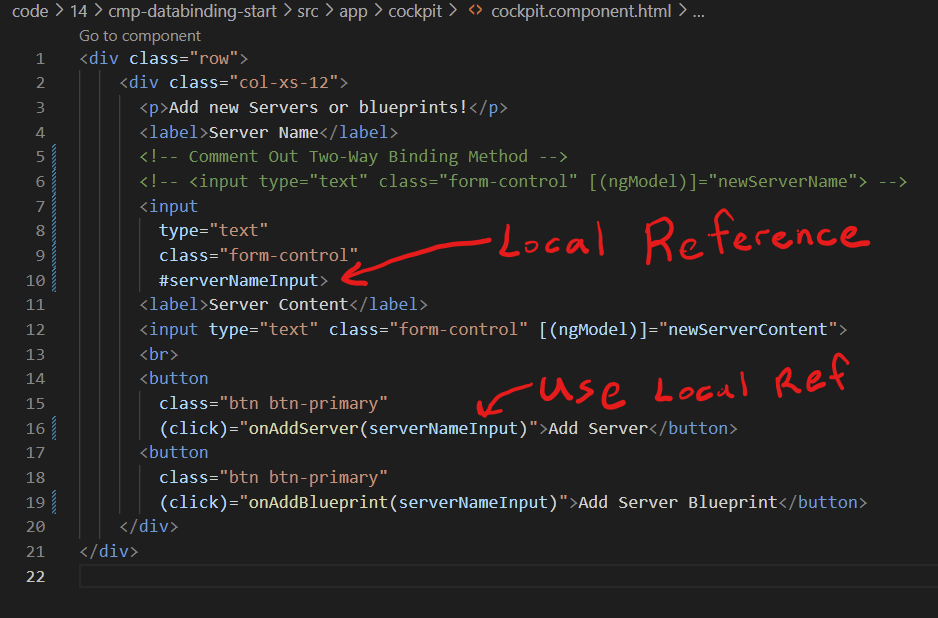 code > 14 > cmp-databinding-start > src > app > cockpit > <> cockpit.component.html > ...
Go to component
1 <div class="row">
2 <div class="col-xs-12">
3 <p>Add new Servers or blueprints!</p>
4 <label>Server Name</label>
5 <!-- Comment Out Two-Way Binding Method -->
6 <!-- <input type="text" class="form-control" [(ngModel)]="newServerName"> -->
7 <input
8 type="text"
9 class="form-control"
Local Reference
10 #serverNameInput>
11 <label>Server Content</label>
12 <input type="text" class="form-control" [(ngModel)]="newServerContent">
13 <br>
14 <button
15 class="btn btn-primary"
Use Local Ref
16 (click)="onAddServer(serverNameInput)">Add Server</button>
17 <button
18 class="btn btn-primary"
19 (click)="onAddBlueprint(serverNameInput)">Add Server Blueprint</button>
20 </div>
21 </div>
22